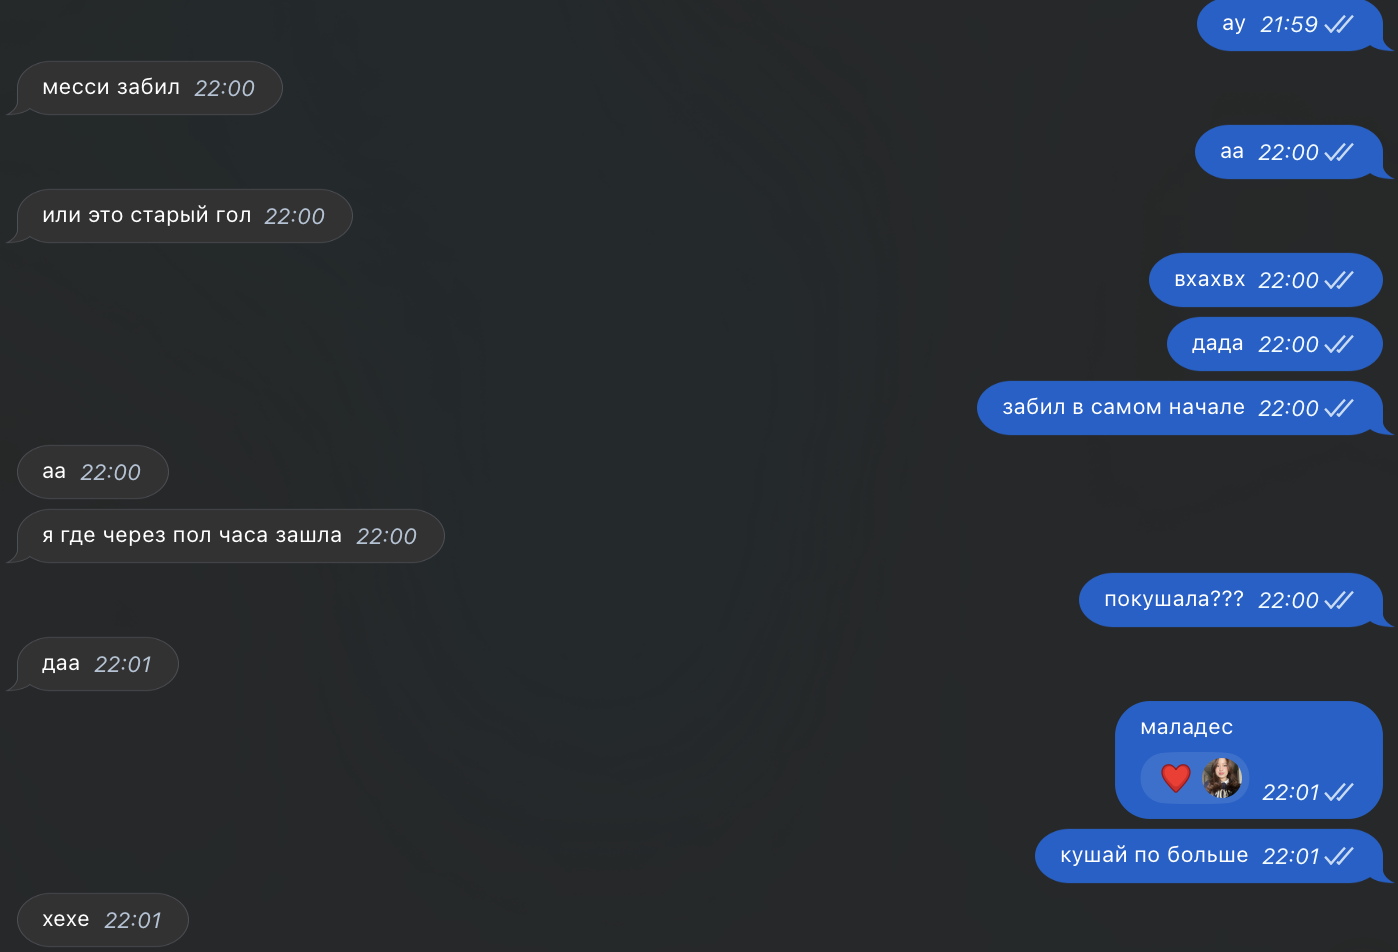 ау 21:59
месси забил 22:00
аа 22:00
или это старый гол 22:00
вхахвх 22:00
дада 22:00
забил в самом начале 22:00
аа 22:00
я где через пол часа зашла 22:00
покушала??? 22:00
даа 22:01
маладес
22:01
кушай по больше 22:01
хехе 22:01